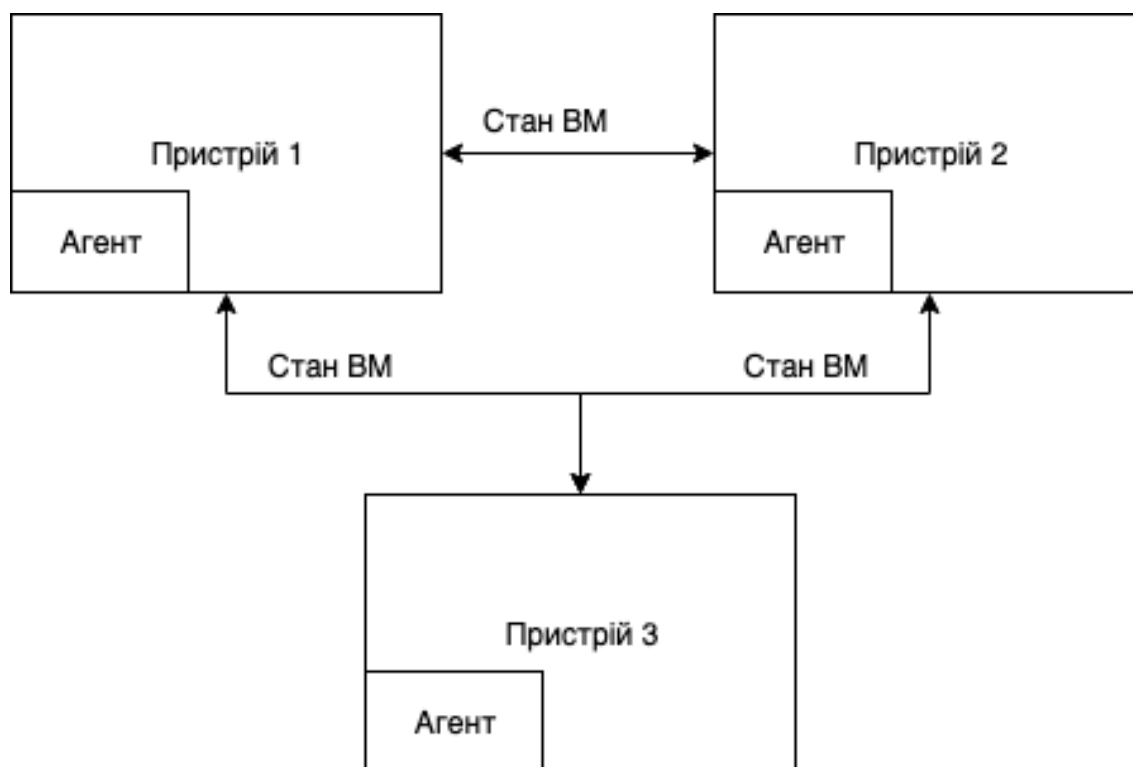 Стан ВМ
Пристрій 1
Пристрій 2
Агент
Агент
Стан ВМ
Стан ВМ
Пристрій 3
Агент